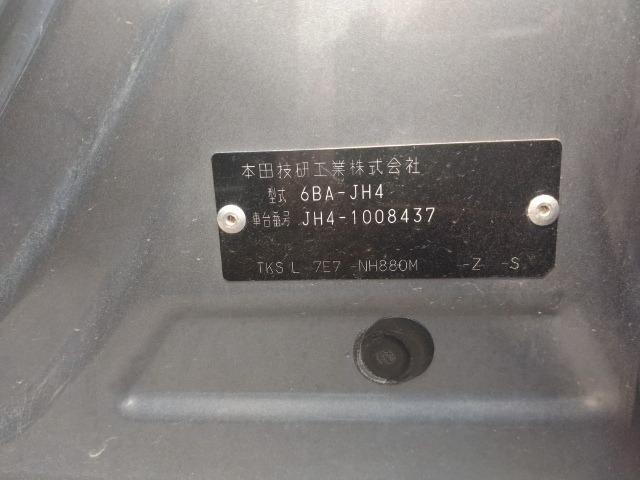 本田技研工業株式会社
型式 6BA-JH4
車台番号 JH4-1008437
TKS L 7E7 -NH880M -Z -S